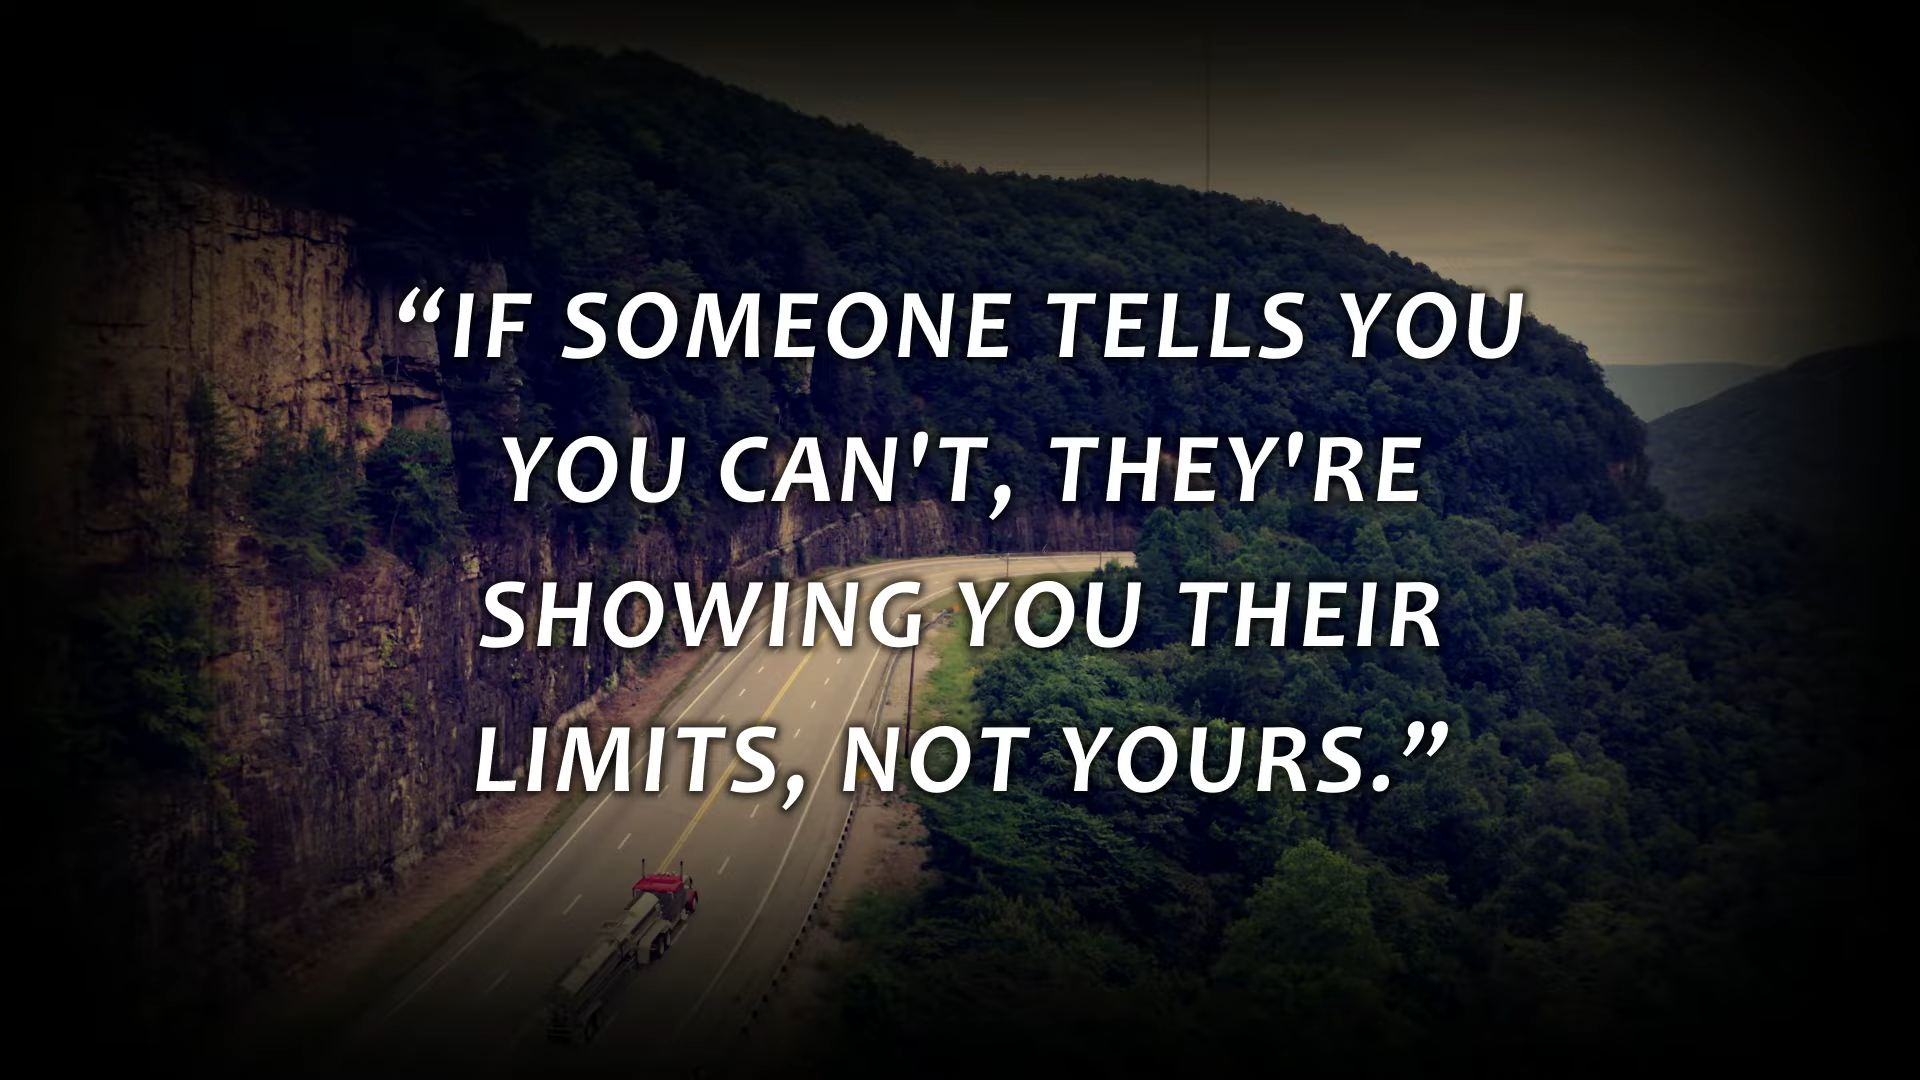 “IF SOMEONE TELLS YOU
YOU CAN'T, THEY'RE
SHOWING YOU THEIR
LIMITS, NOT YOURS.”